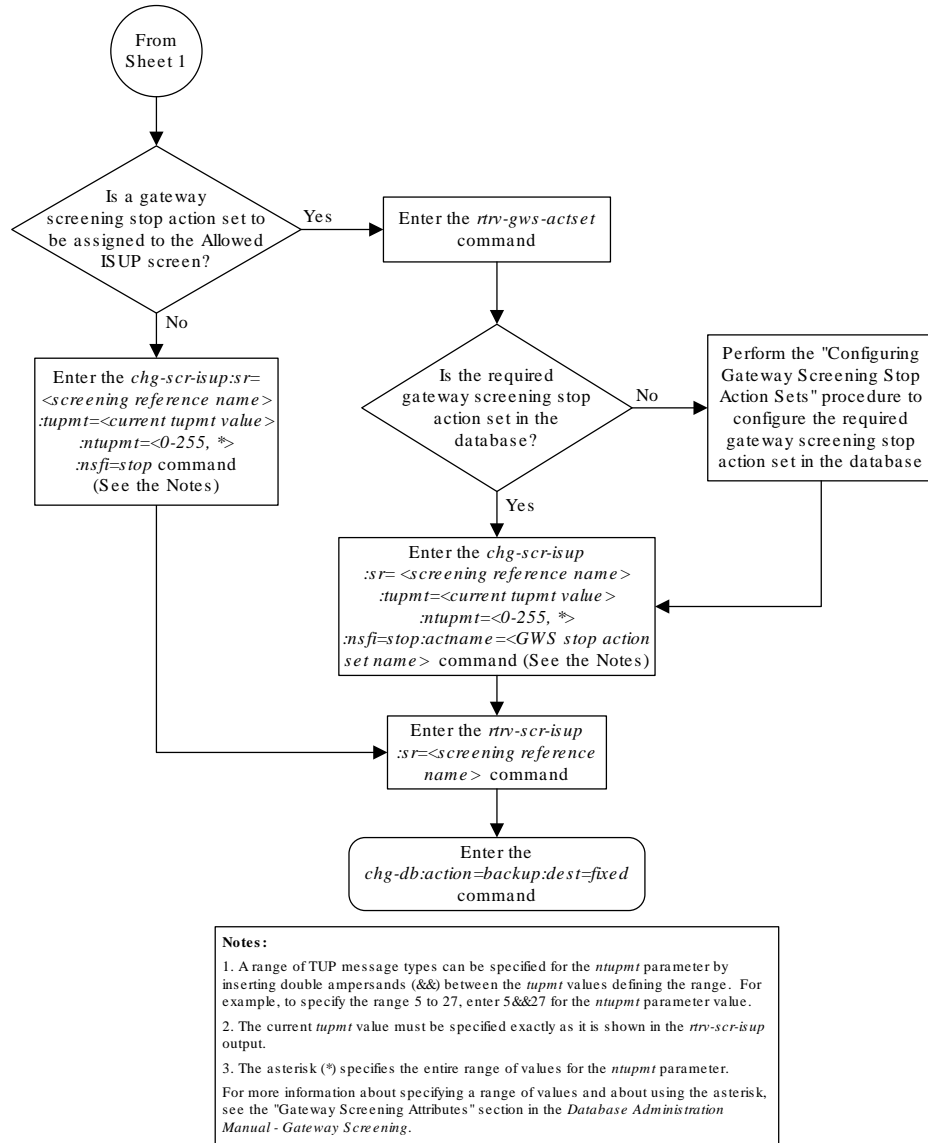 From
Sheet 1
Is a gateway
screening stop action set to
be assigned to the Allowed
ISUP screen?
Yes
Enter the rtrv-gws-actset
command
No
Enter the chg-scr-isup:sr=
<screening reference name>
:tupmt=<current tupmt value>
:ntupmt=<0-255, *>
:nsfi=stop command
(See the Notes)
Is the required
gateway screening stop
action set in the
database?
No
Perform the "Configuring
Gateway Screening Stop
Action Sets" procedure to
configure the required
gateway screening stop
action set in the database
Yes
Enter the chg-scr-isup
:sr= <screening reference name>
:tupmt=<current tupmt value>
:ntupmt=<0-255, *>
:nsfi=stop:actname=<GWS stop action
set name> command (See the Notes)
Enter the rtrv-scr-isup
:sr=<screening reference
name> command
Enter the
chg-db:action=backup:dest=fixed
command
Notes:
1. A range of TUP message types can be specified for the ntupmt parameter by
inserting double ampersands (&&) between the tupmt values defining the range. For
example, to specify the range 5 to 27, enter 5&&27 for the ntupmt parameter value.
2. The current tupmt value must be specified exactly as it is shown in the rtrv-scr-isup
output.
3. The asterisk (*) specifies the entire range of values for the ntupmt parameter.
For more information about specifying a range of values and about using the asterisk,
see the "Gateway Screening Attributes" section in the Database Administration
Manual - Gateway Screening.